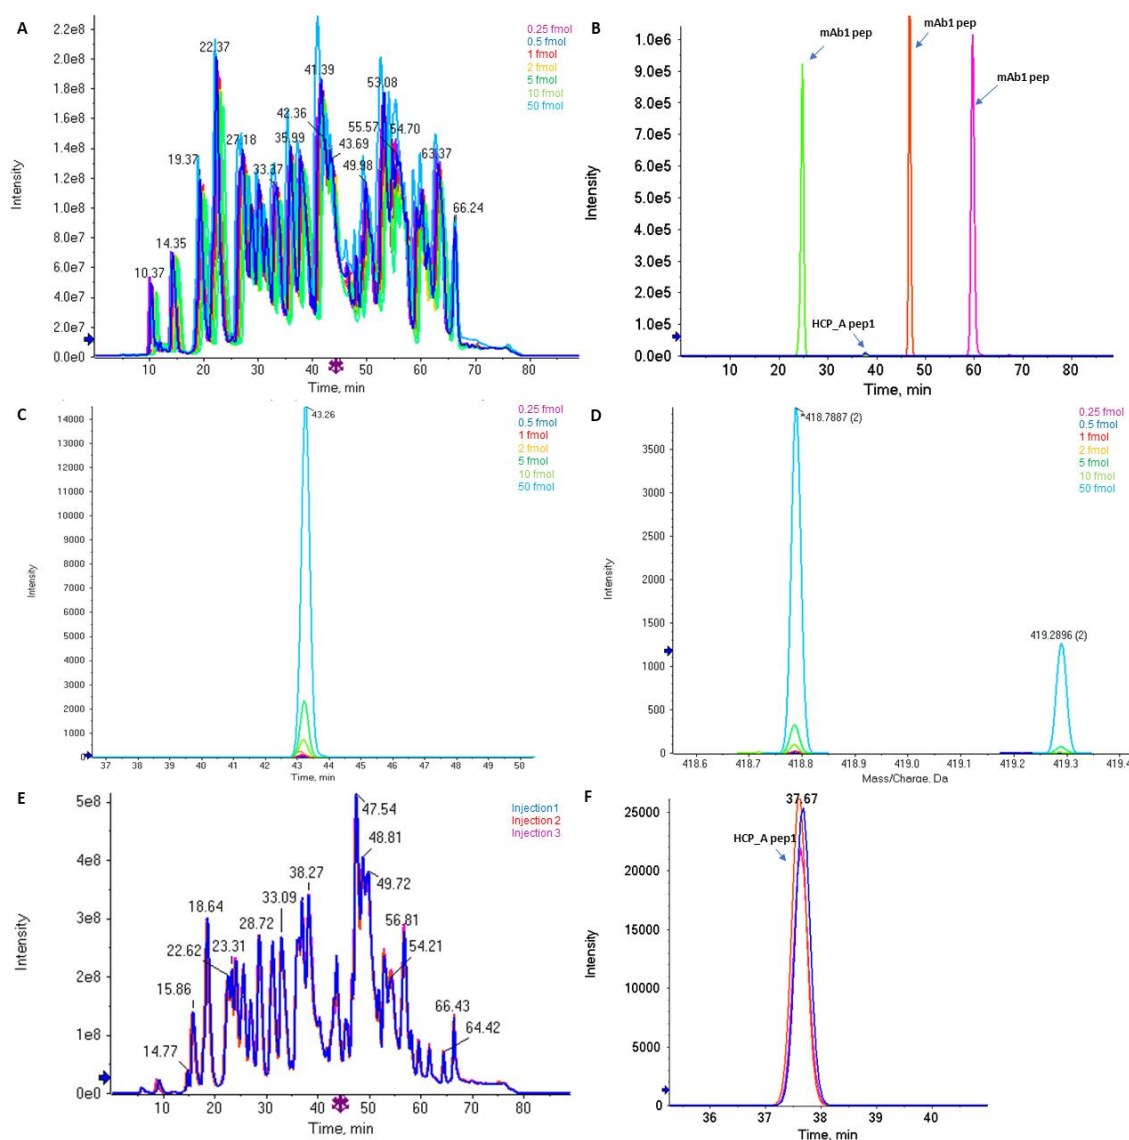 A
0.25 fmol
0.5 fmol
1 fmol
2 fmol
5 fmol
10 fmol
50 fmol
2.2e8
2.0e8
1.8e8
1.6e8
1.4e8
1.2e8
1.0e8
8.0e7
6.0e7
4.0e7
2.0e7
0.0e0
Intensity
10.37
14.35
19.37
22.37
27.18
33.37
35.99
42.36
41.39
43.69
49.98
55.57
53.08
54.70
63.37
66.24
10 20 30 40 50 60 70 80
Time, min
B
1.0e6
9.0e5
8.0e5
7.0e5
6.0e5
5.0e5
4.0e5
3.0e5
2.0e5
1.0e5
0.0e0
Intensity
mAb1 pep
mAb1 pep
mAb1 pep
HCP_A pep1
10 20 30 40 50 60 70 80
Time, min
C
0.25 fmol
0.5 fmol
1 fmol
2 fmol
5 fmol
10 fmol
50 fmol
14000
13000
12000
11000
10000
9000
8000
7000
6000
5000
4000
3000
2000
1000
0
Intensity
43.26
37 38 39 40 41 42 43 44 45 46 47 48 49 50
Time, min
D
0.25 fmol
0.5 fmol
1 fmol
2 fmol
5 fmol
10 fmol
50 fmol
3500
3000
2500
2000
1500
1000
500
0
Intensity
*418.7887 (2)
419.2896 (2)
418.6 418.7 418.8 418.9 419.0 419.1 419.2 419.3 419.4
Mass/Charge, Da
E
Injection 1
Injection 2
Injection 3
5e8
4e8
3e8
2e8
1e8
0e0
Intensity
14.77
15.86
18.64
22.62
23.31
28.72
33.09
38.27
47.54
48.81
49.72
56.81
54.21
66.43
64.42
10 20 30 40 50 60 70 80
Time, min
F
25000
20000
15000
10000
5000
0
Intensity
37.67
HCP_A pep1
36 37 38 39 40
Time, min